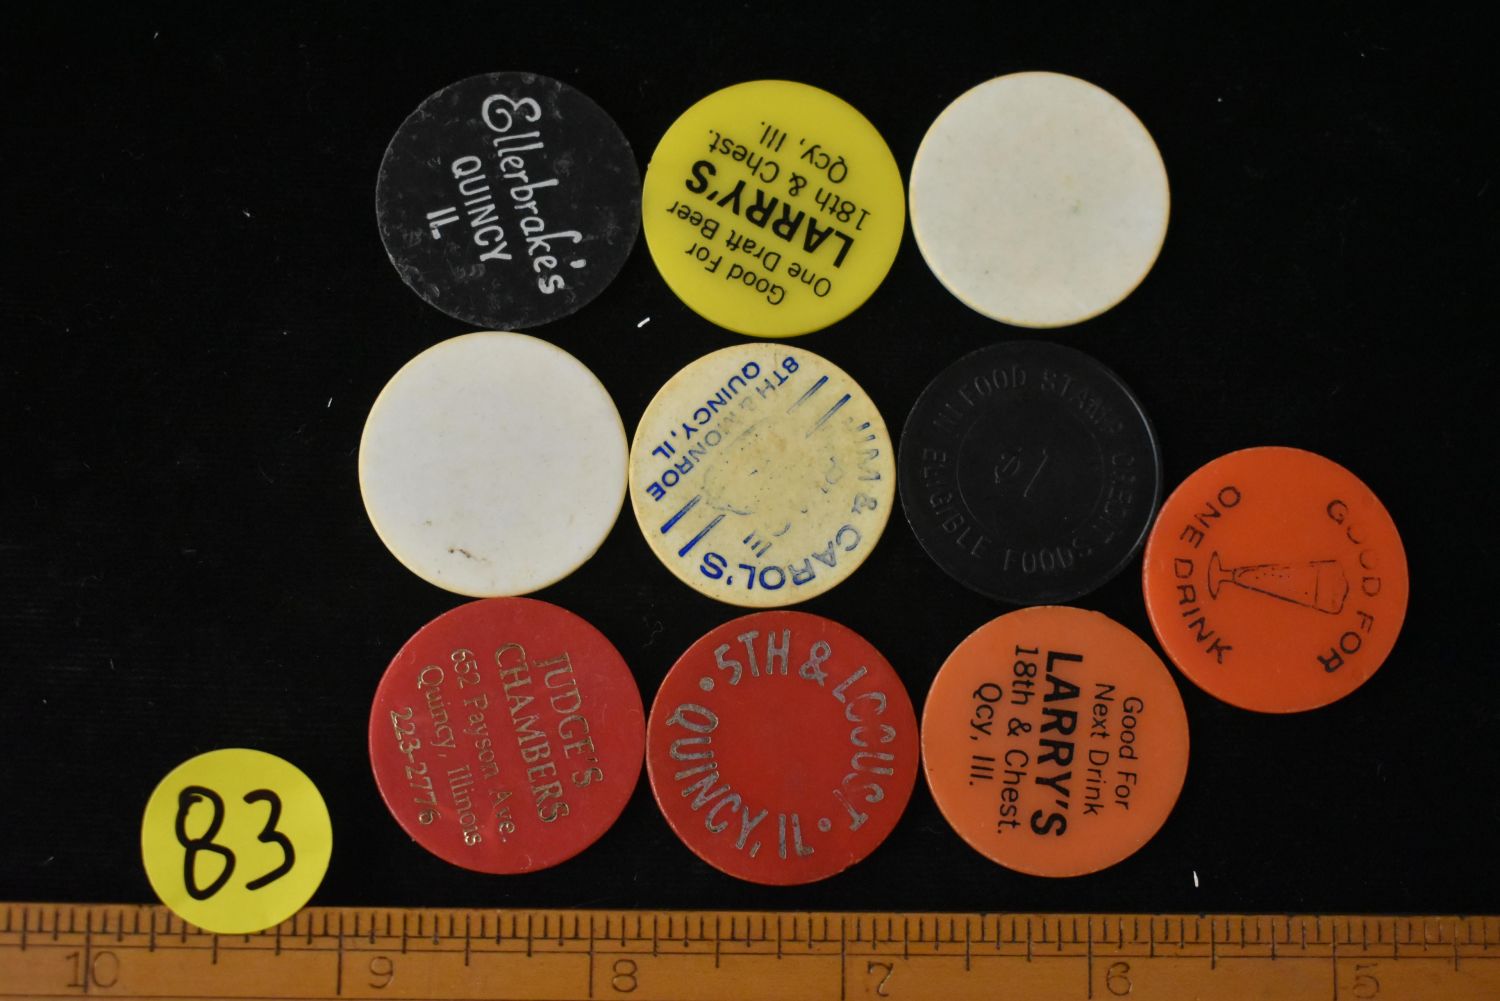 Ellerbrake's
QUINCY
IL
Good For
One Draft Beer
LARRY'S
18th & Chest.
Qcy, Ill.
JIM & CAROL'S
8TH & MONROE
QUINCY, IL
IN FOOD STAMP CREDIT
ELIGIBLE FOODS
GOOD FOR
ONE DRINK
JUDGE'S
CHAMBERS
652 Payson Ave.
Quincy, Illinois
223-2776
5TH & LOCUST
QUINCY, IL
Good For
Next Drink
LARRY'S
18th & Chest.
Qcy, Ill.
83
10 9 8 7 6 5